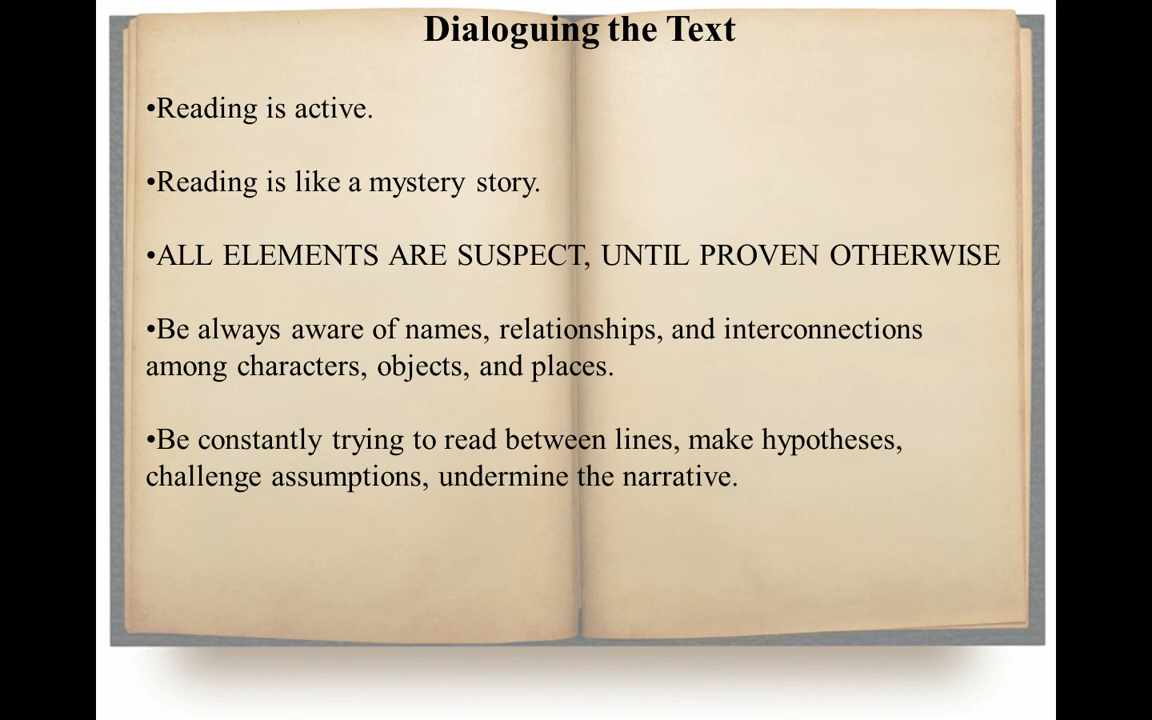 Dialoguing the Text
•Reading is active.
•Reading is like a mystery story.
•ALL ELEMENTS ARE SUSPECT, UNTIL PROVEN OTHERWISE
•Be always aware of names, relationships, and interconnections
among characters, objects, and places.
•Be constantly trying to read between lines, make hypotheses,
challenge assumptions, undermine the narrative.